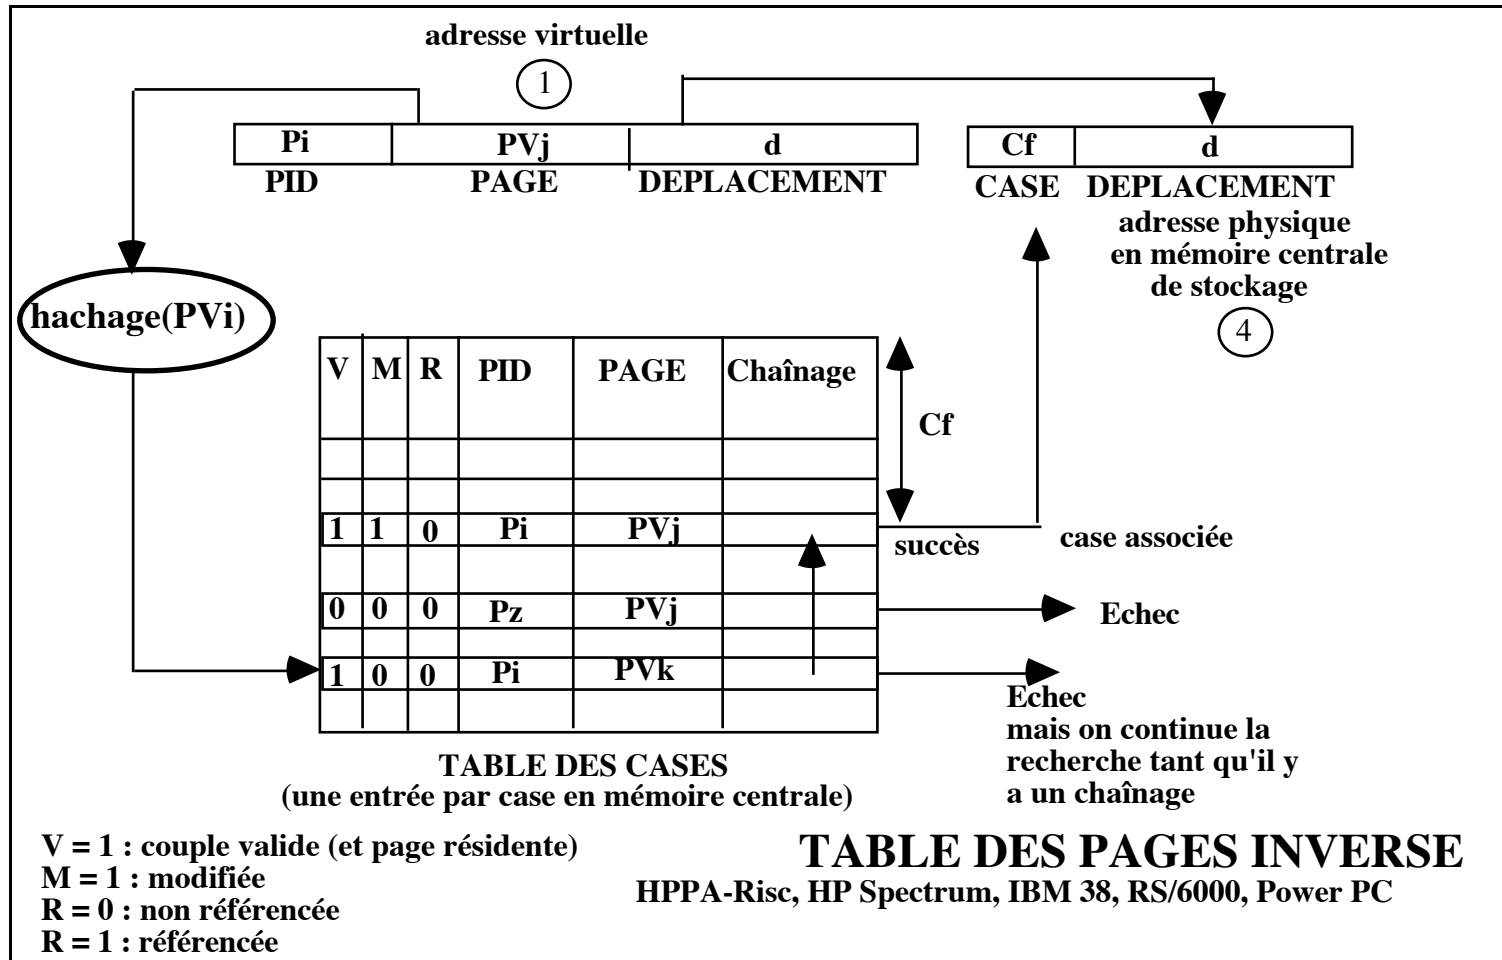 adresse virtuelle
1
Pi PVj d
PID PAGE DEPLACEMENT
Cf d
CASE DEPLACEMENT
adresse physique
en mémoire centrale
de stockage
4
hachage(PVi)
V M R PID PAGE Chaînage
Cf
1 1 0 Pi PVj
succès case associée
0 0 0 Pz PVj
Echec
1 0 0 Pi PVk
Echec
mais on continue la
recherche tant qu'il y
a un chaînage
TABLE DES CASES
(une entrée par case en mémoire centrale)
V = 1 : couple valide (et page résidente)
M = 1 : modifiée
R = 0 : non référencée
R = 1 : référencée
TABLE DES PAGES INVERSE
HPPA-Risc, HP Spectrum, IBM 38, RS/6000, Power PC